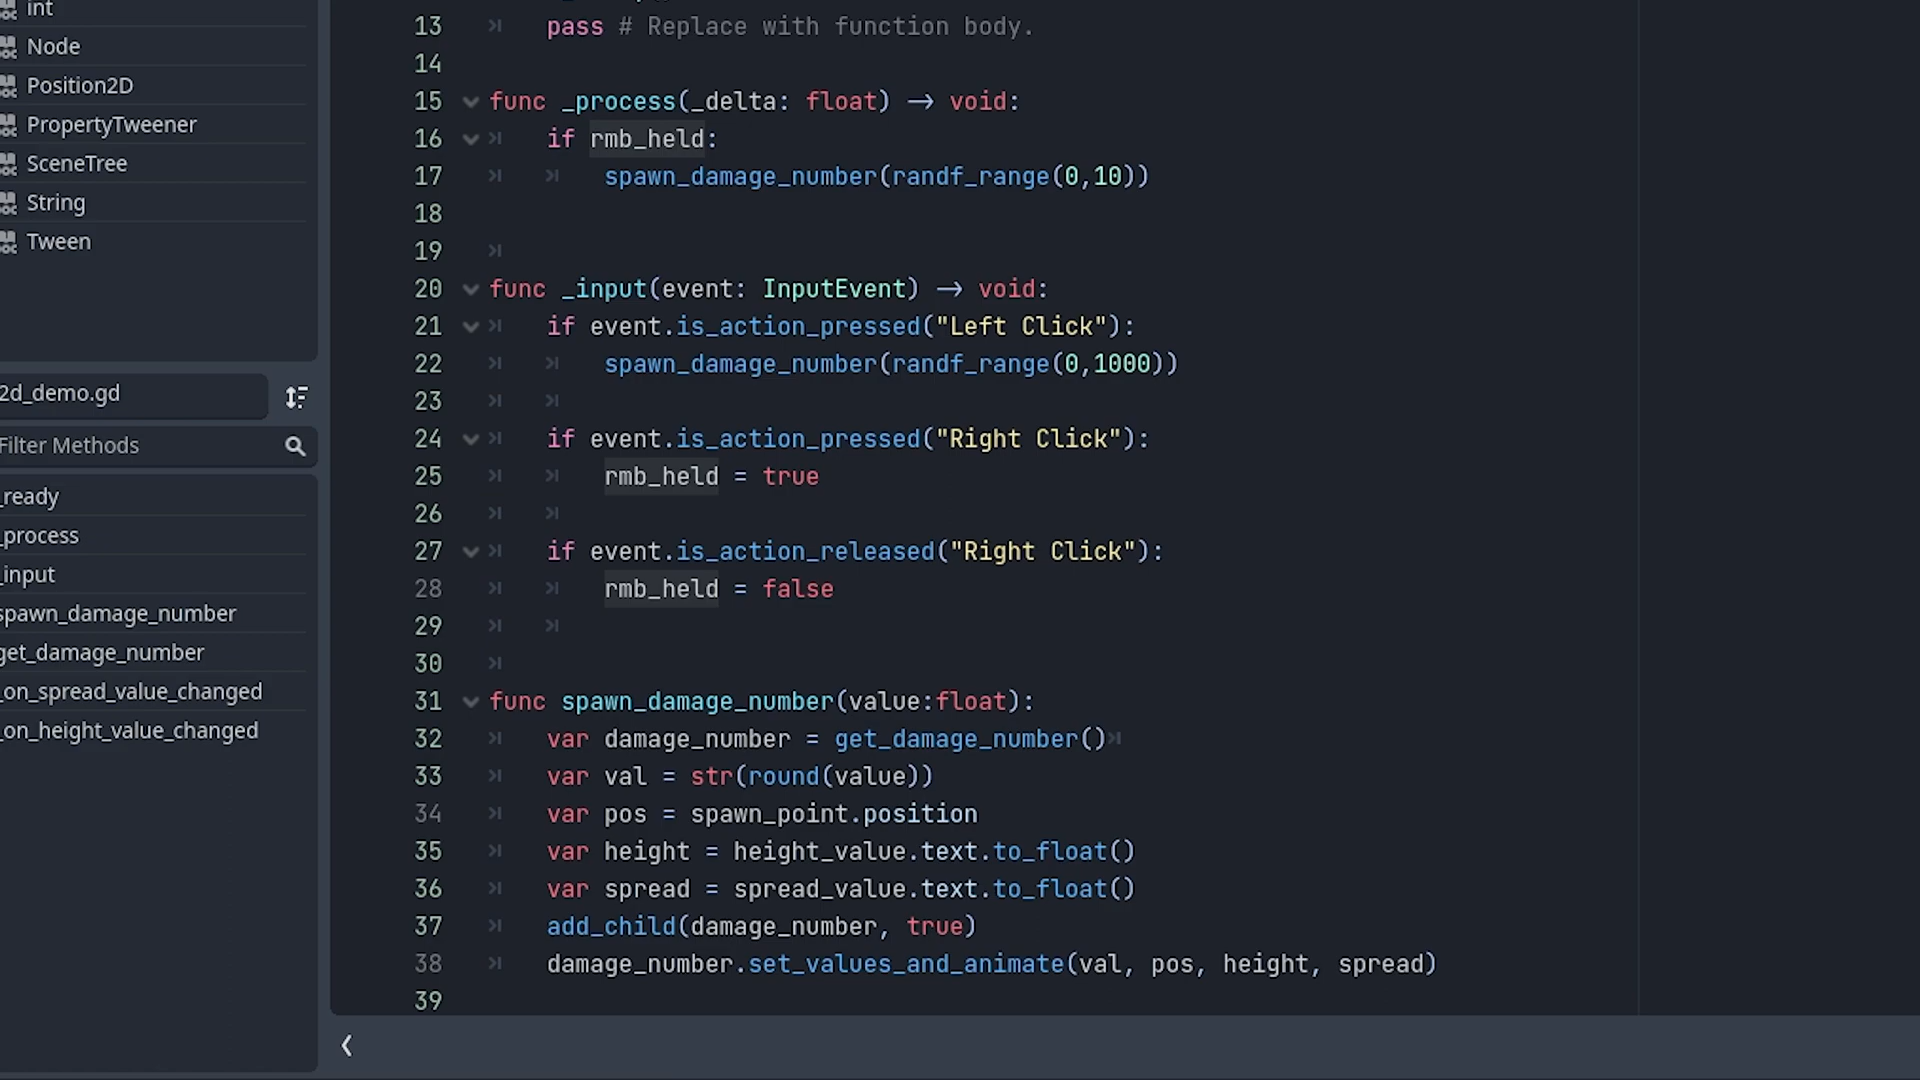 int
Node
Position2D
PropertyTweener
SceneTree
String
Tween
2d_demo.gd
Filter Methods
_ready
_process
_input
spawn_damage_number
get_damage_number
_on_spread_value_changed
_on_height_value_changed
13 pass # Replace with function body.
14
15 func _process(_delta: float) -> void:
16 if rmb_held:
17 spawn_damage_number(randf_range(0,10))
18
19
20 func _input(event: InputEvent) -> void:
21 if event.is_action_pressed("Left Click"):
22 spawn_damage_number(randf_range(0,1000))
23
24 if event.is_action_pressed("Right Click"):
25 rmb_held = true
26
27 if event.is_action_released("Right Click"):
28 rmb_held = false
29
30
31 func spawn_damage_number(value:float):
32 var damage_number = get_damage_number()
33 var val = str(round(value))
34 var pos = spawn_point.position
35 var height = height_value.text.to_float()
36 var spread = spread_value.text.to_float()
37 add_child(damage_number, true)
38 damage_number.set_values_and_animate(val, pos, height, spread)
39